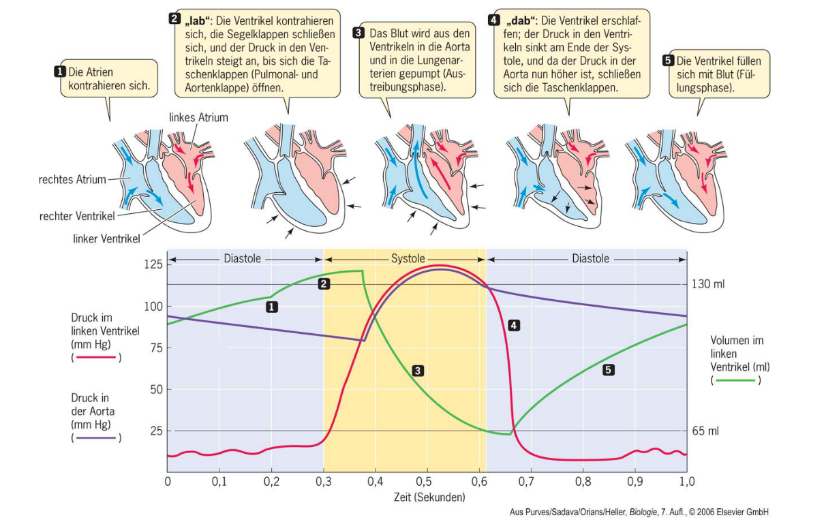 1 Die Atrien
kontrahieren sich.
2 „lab“: Die Ventrikel kontrahieren
sich, die Segelklappen schließen
sich, und der Druck in den Ven-
trikeln steigt an, bis sich die Ta-
schenklappen (Pulmonal- und
Aortenklappe) öffnen.
3 Das Blut wird aus den
Ventrikeln in die Aorta
und in die Lungenar-
terien gepumpt (Aus-
treibungsphase).
4 „dab“: Die Ventrikel erschlaf-
fen; der Druck in den Ventri-
keln sinkt am Ende der Sys-
tole, und da der Druck in der
Aorta nun höher ist, schließen
sich die Taschenklappen.
5 Die Ventrikel füllen
sich mit Blut (Fül-
lungsphase).
linkes Atrium
rechtes Atrium
rechter Ventrikel
linker Ventrikel
Diastole
Systole
Diastole
125
100
75
50
25
130 ml
65 ml
1
2
3
4
5
Druck im
linken Ventrikel
(mm Hg)
( )
Druck in
der Aorta
(mm Hg)
( )
Volumen im
linken
Ventrikel (ml)
( )
0 0,1 0,2 0,3 0,4 0,5 0,6 0,7 0,8 0,9 1,0
Zeit (Sekunden)
Aus Purves/Sadava/Orians/Heller, Biologie, 7. Aufl., © 2006 Elsevier GmbH